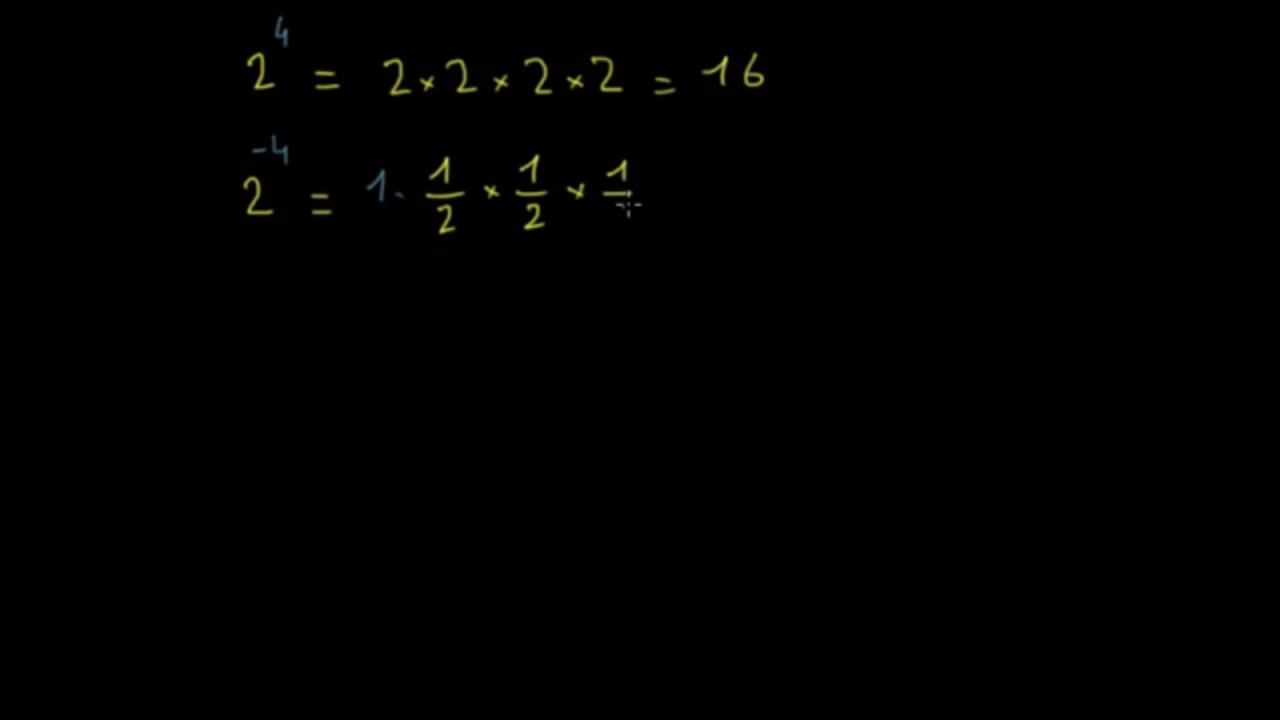 2⁴ = 2 × 2 × 2 × 2 = 16
2⁻⁴ = 1 · 1/2 × 1/2 × 1/